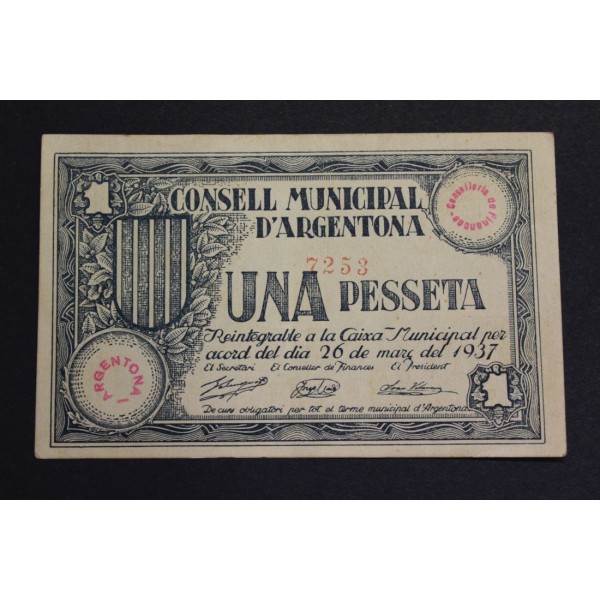 1
CONSELL MUNICIPAL
D'ARGENTONA
Conselleria de Finances
7253
UNA PESSETA
Reintegrable a la Caixa Municipal per
acord del dia 26 de març del 1937
El Secretari El Conseller de Finances El President
De curs obligatori per tot el terme municipal d'Argentona
ARGENTONA
1